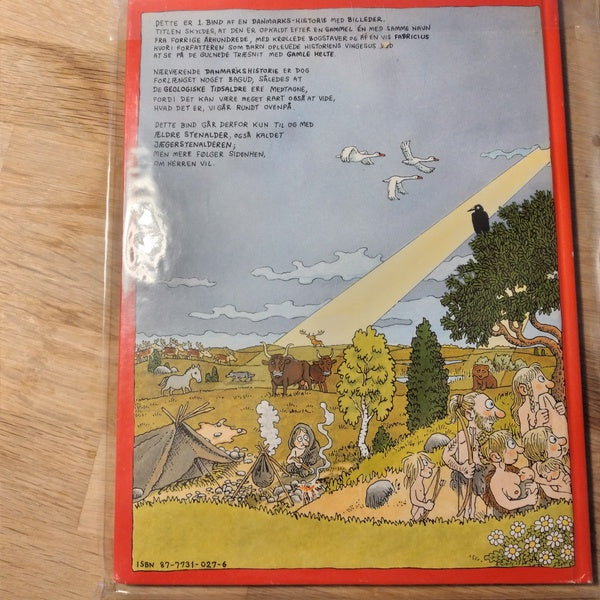 DETTE ER 1. BIND AF EN DANMARKS-HISTORIE MED BILLEDER.
TITLEN SKYDES, AT DEN ER OPKALDT EFTER EN GAMMEL ÉN MED SAMME NAVN
FRA FORRIGE ÅRHUNDREDE, MED KRØLLEDE BOGSTAVER OG AF EN VIS FABRICIUS
HVORI FORFATTEREN SOM BARN OPLEVEDE HISTORIENS VINGESUS VED
AT SE PÅ DE GULNEDE TRÆSNIT MED GAMLE HELTE.
NÆRVÆRENDE DANMARKSHISTORIE ER DOG
FORLÆNGET NOGET BAGUD, SÅLEDES AT
DE GEOLOGISKE TIDSALDRE ERE MEDTAGNE,
FORDI DET KAN VÆRE MEGET RART OGSÅ AT VIDE,
HVAD DET ER, VI GÅR RUNDT OVENPÅ.
DETTE BIND GÅR DERFOR KUN TIL OG MED
ÆLDRE STENALDER, OGSÅ KALDET
JÆGERSTENALDEREN;
MEN MERE FØLGER SIDENHEN,
OM HERREN VIL.
ISBN 87-7731-027-6